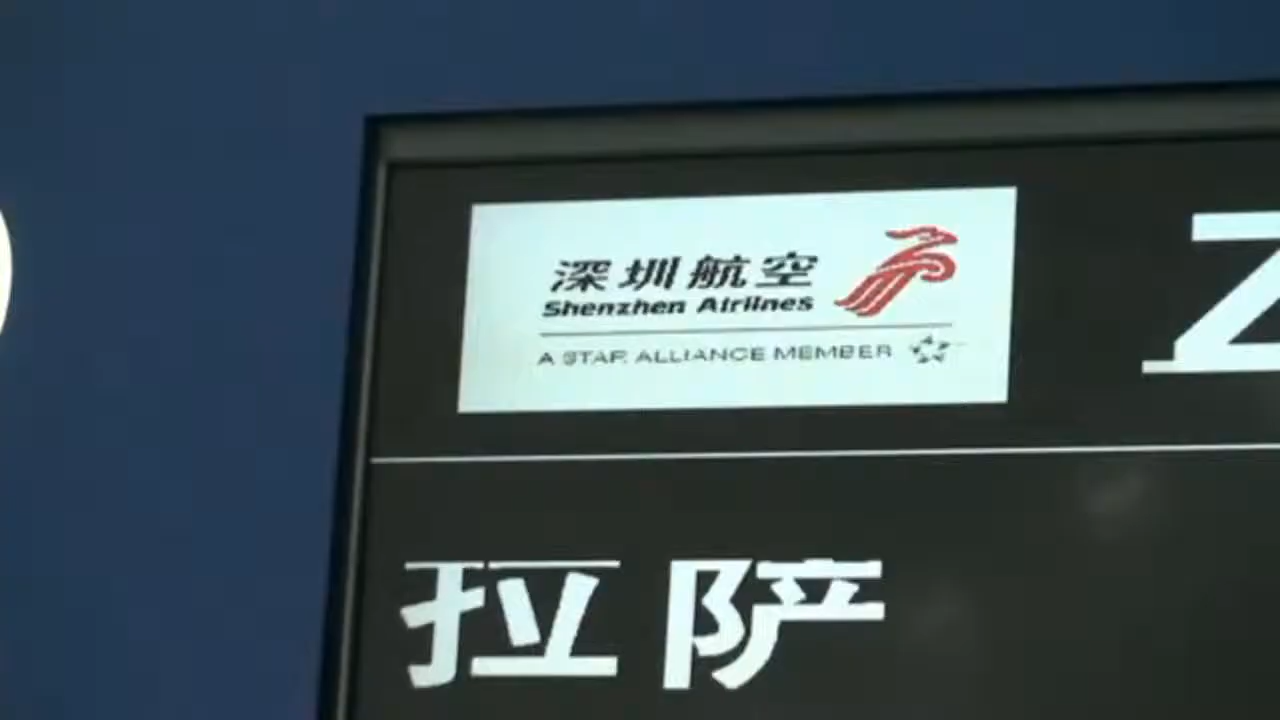 深圳航空
Shenzhen Airlines
A STAR ALLIANCE MEMBER
Z
拉萨